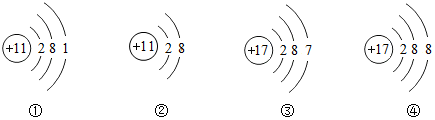 +11 2 8 1
+11 2 8
+17 2 8 7
+17 2 8 8
① ② ③ ④